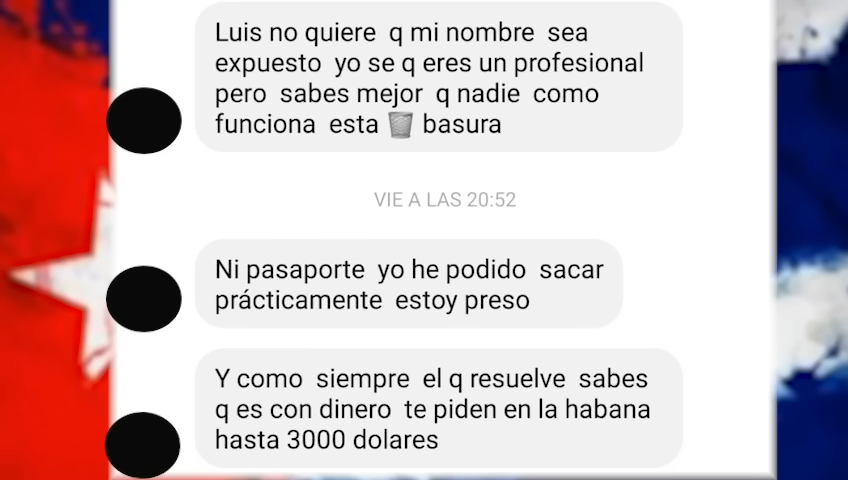 Luis no quiere q mi nombre sea
expuesto yo se q eres un profesional
pero sabes mejor q nadie como
funciona esta 🗑️ basura
VIE A LAS 20:52
Ni pasaporte yo he podido sacar
prácticamente estoy preso
Y como siempre el q resuelve sabes
q es con dinero te piden en la habana
hasta 3000 dolares